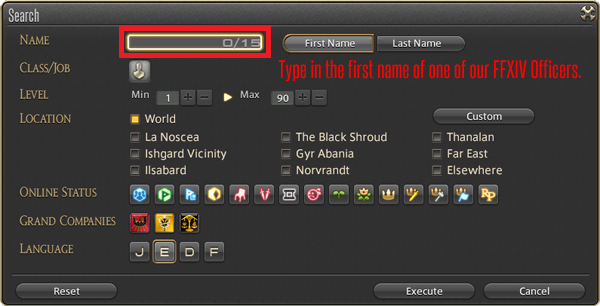 Search
NAME 0/15 First Name Last Name
Type in the first name of one of our FFXIV Officers.
CLASS/JOB
LEVEL Min 1 + - Max 90 + -
LOCATION World Custom
La Noscea The Black Shroud Thanalan
Ishgard Vicinity Gyr Abania Far East
Ilsabard Norvrandt Elsewhere
ONLINE STATUS RP
GRAND COMPANIES
LANGUAGE J E D F
Reset Execute Cancel